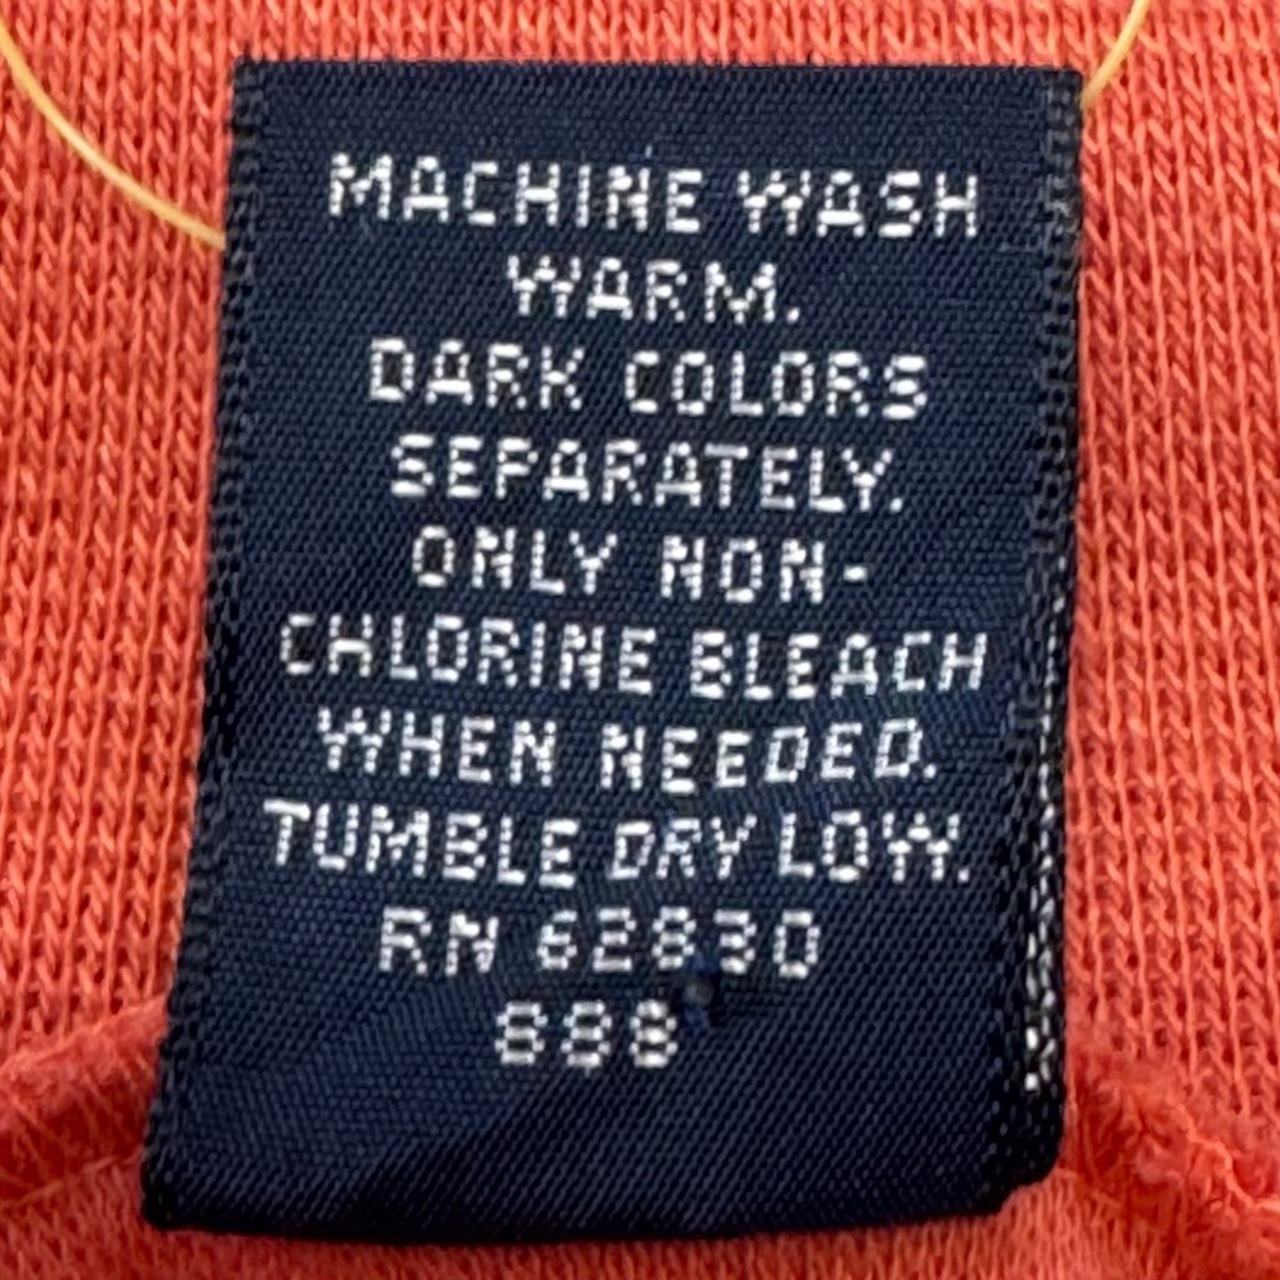 MACHINE WASH
WARM.
DARK COLORS
SEPARATELY.
ONLY NON-
CHLORINE BLEACH
WHEN NEEDED.
TUMBLE DRY LOW.
RN 62830
888